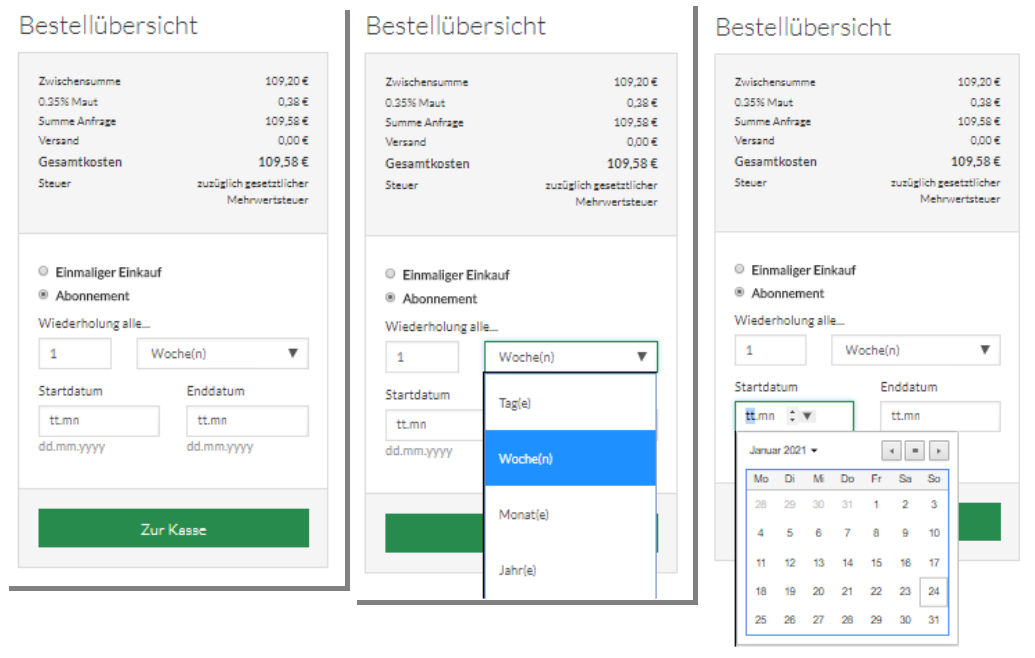 Bestellübersicht
Zwischensumme 109,20 €
0.35% Maut 0,38 €
Summe Anfrage 109,58 €
Versand 0,00 €
Gesamtkosten 109,58 €
Steuer zuzüglich gesetztlicher
Mehrwertsteuer
Einmaliger Einkauf
Abonnement
Wiederholung alle...
1 Woche(n) ▼
Startdatum Enddatum
tt.mn tt.mn
dd.mm.yyyy dd.mm.yyyy
Zur Kasse
Bestellübersicht
Zwischensumme 109,20 €
0.35% Maut 0,38 €
Summe Anfrage 109,58 €
Versand 0,00 €
Gesamtkosten 109,58 €
Steuer zuzüglich gesetztlicher
Mehrwertsteuer
Einmaliger Einkauf
Abonnement
Wiederholung alle...
1 Woche(n) ▼
Startdatum
tt.mn
dd.mm.yyyy
Tag(e)
Woche(n)
Monat(e)
Jahr(e)
Bestellübersicht
Zwischensumme 109,20 €
0.35% Maut 0,38 €
Summe Anfrage 109,58 €
Versand 0,00 €
Gesamtkosten 109,58 €
Steuer zuzüglich gesetztlicher
Mehrwertsteuer
Einmaliger Einkauf
Abonnement
Wiederholung alle...
1 Woche(n) ▼
Startdatum Enddatum
tt.mn tt.mn
Januar 2021
Mo Di Mi Do Fr Sa So
28 29 30 31 1 2 3
4 5 6 7 8 9 10
11 12 13 14 15 16 17
18 19 20 21 22 23 24
25 26 27 28 29 30 31